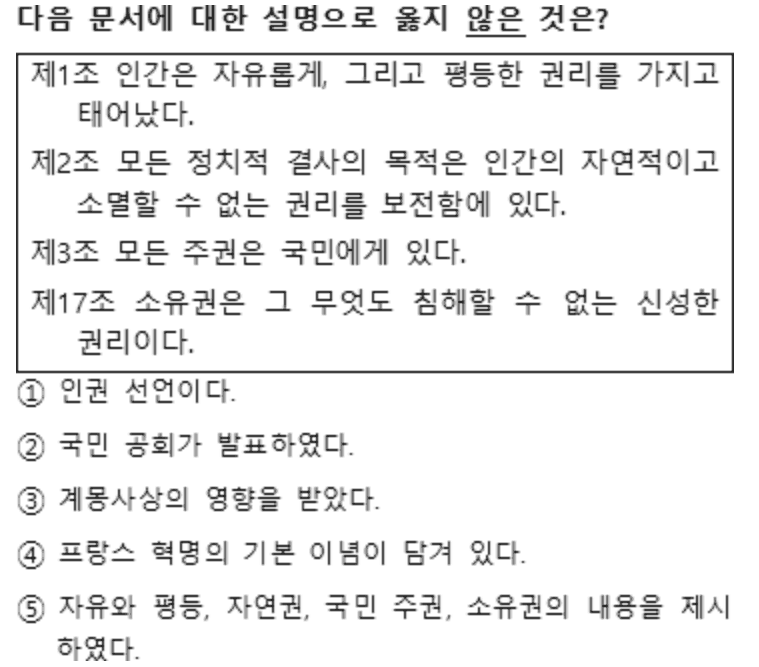 다음 문서에 대한 설명으로 옳지 않은 것은?
제1조 인간은 자유롭게, 그리고 평등한 권리를 가지고
태어났다.
제2조 모든 정치적 결사의 목적은 인간의 자연적이고
소멸할 수 없는 권리를 보전함에 있다.
제3조 모든 주권은 국민에게 있다.
제17조 소유권은 그 무엇도 침해할 수 없는 신성한
권리이다.
① 인권 선언이다.
② 국민 공회가 발표하였다.
③ 계몽사상의 영향을 받았다.
④ 프랑스 혁명의 기본 이념이 담겨 있다.
⑤ 자유와 평등, 자연권, 국민 주권, 소유권의 내용을 제시
하였다.